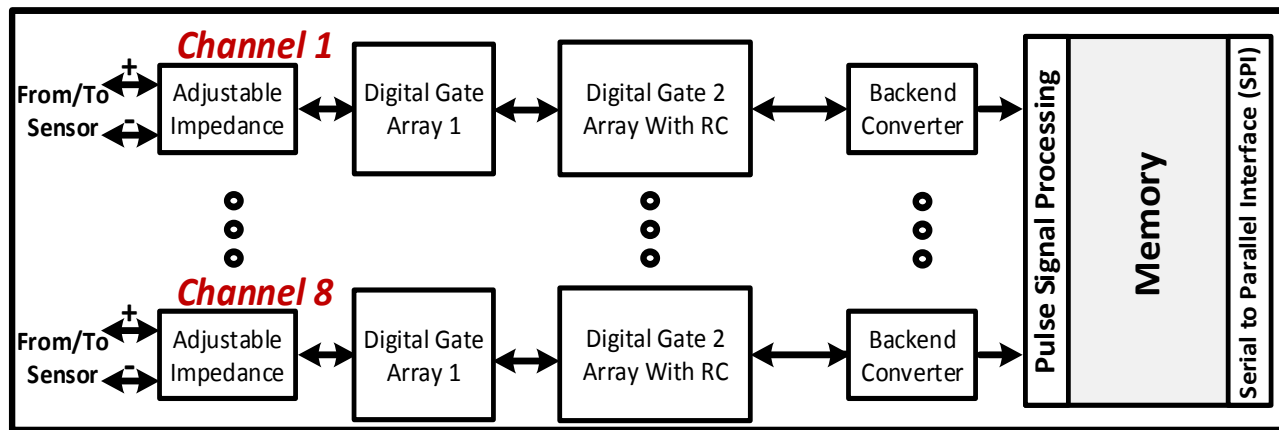 Channel 1
+
From/To
Sensor
-
Adjustable
Impedance
Digital Gate
Array 1
Digital Gate 2
Array With RC
Backend
Converter
Channel 8
+
From/To
Sensor
-
Adjustable
Impedance
Digital Gate
Array 1
Digital Gate 2
Array With RC
Backend
Converter
Pulse Signal Processing
Memory
Serial to Parallel Interface (SPI)